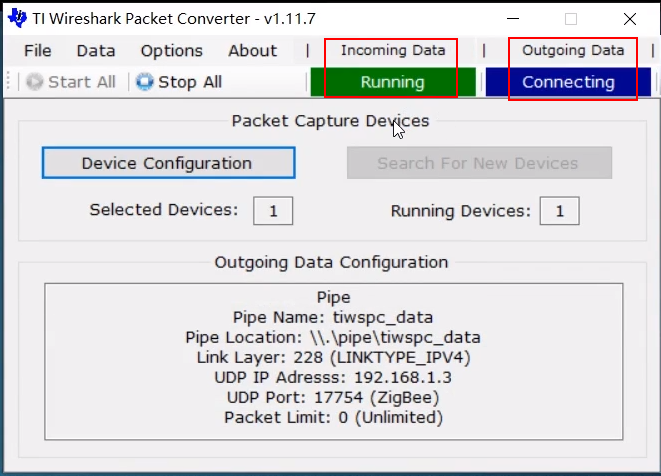 TI Wireshark Packet Converter - v1.11.7
File Data Options About | Incoming Data | Outgoing Data
Start All Stop All Running Connecting
Packet Capture Devices
Device Configuration Search For New Devices
Selected Devices: 1 Running Devices: 1
Outgoing Data Configuration
Pipe
Pipe Name: tiwspc_data
Pipe Location: \\.\pipe\tiwspc_data
Link Layer: 228 (LINKTYPE_IPV4)
UDP IP Adresss: 192.168.1.3
UDP Port: 17754 (ZigBee)
Packet Limit: 0 (Unlimited)